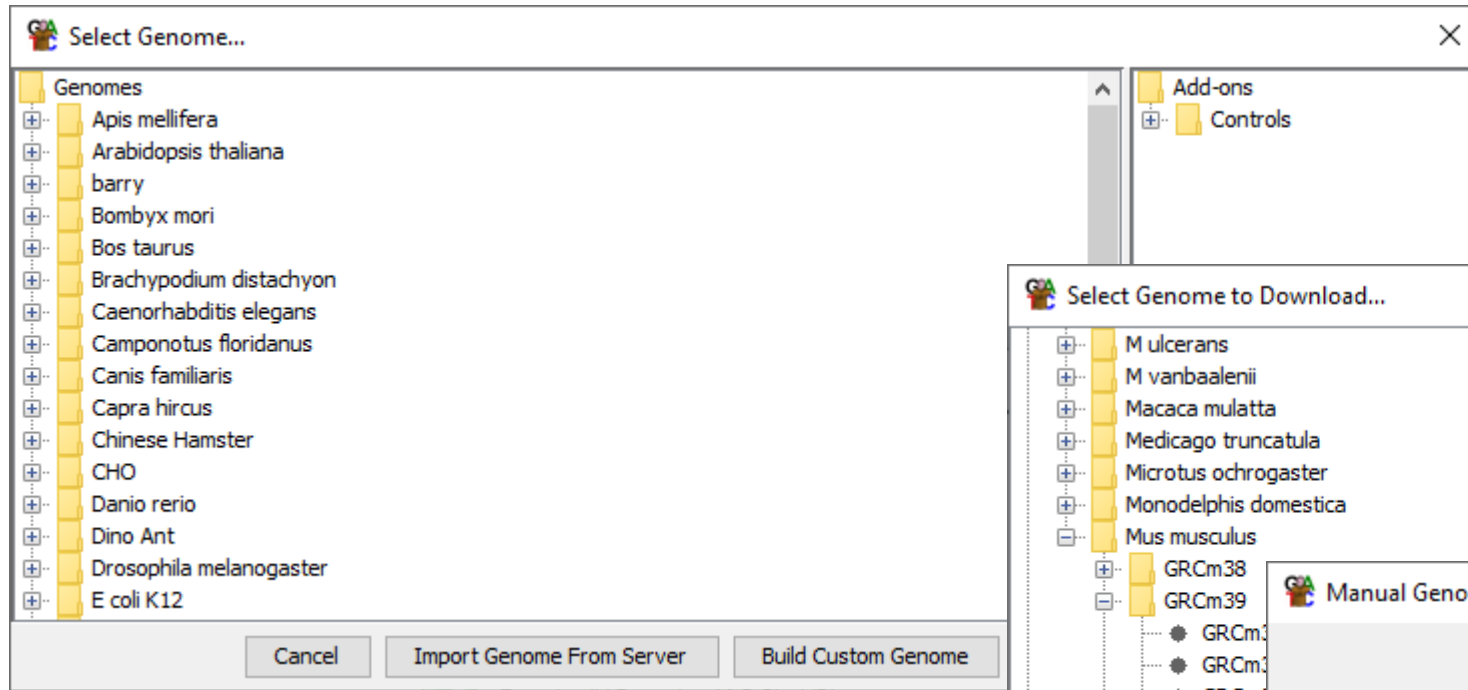 Select Genome...
Genomes
Apis mellifera
Arabidopsis thaliana
barry
Bombyx mori
Bos taurus
Brachypodium distachyon
Caenorhabditis elegans
Camponotus floridanus
Canis familiaris
Capra hircus
Chinese Hamster
CHO
Danio rerio
Dino Ant
Drosophila melanogaster
E coli K12
Cancel
Import Genome From Server
Build Custom Genome
Add-ons
Controls
Select Genome to Download...
M ulcerans
M vanbaalenii
Macaca mulatta
Medicago truncatula
Microtus ochrogaster
Monodelphis domestica
Mus musculus
GRCm38
GRCm39
Manual Geno